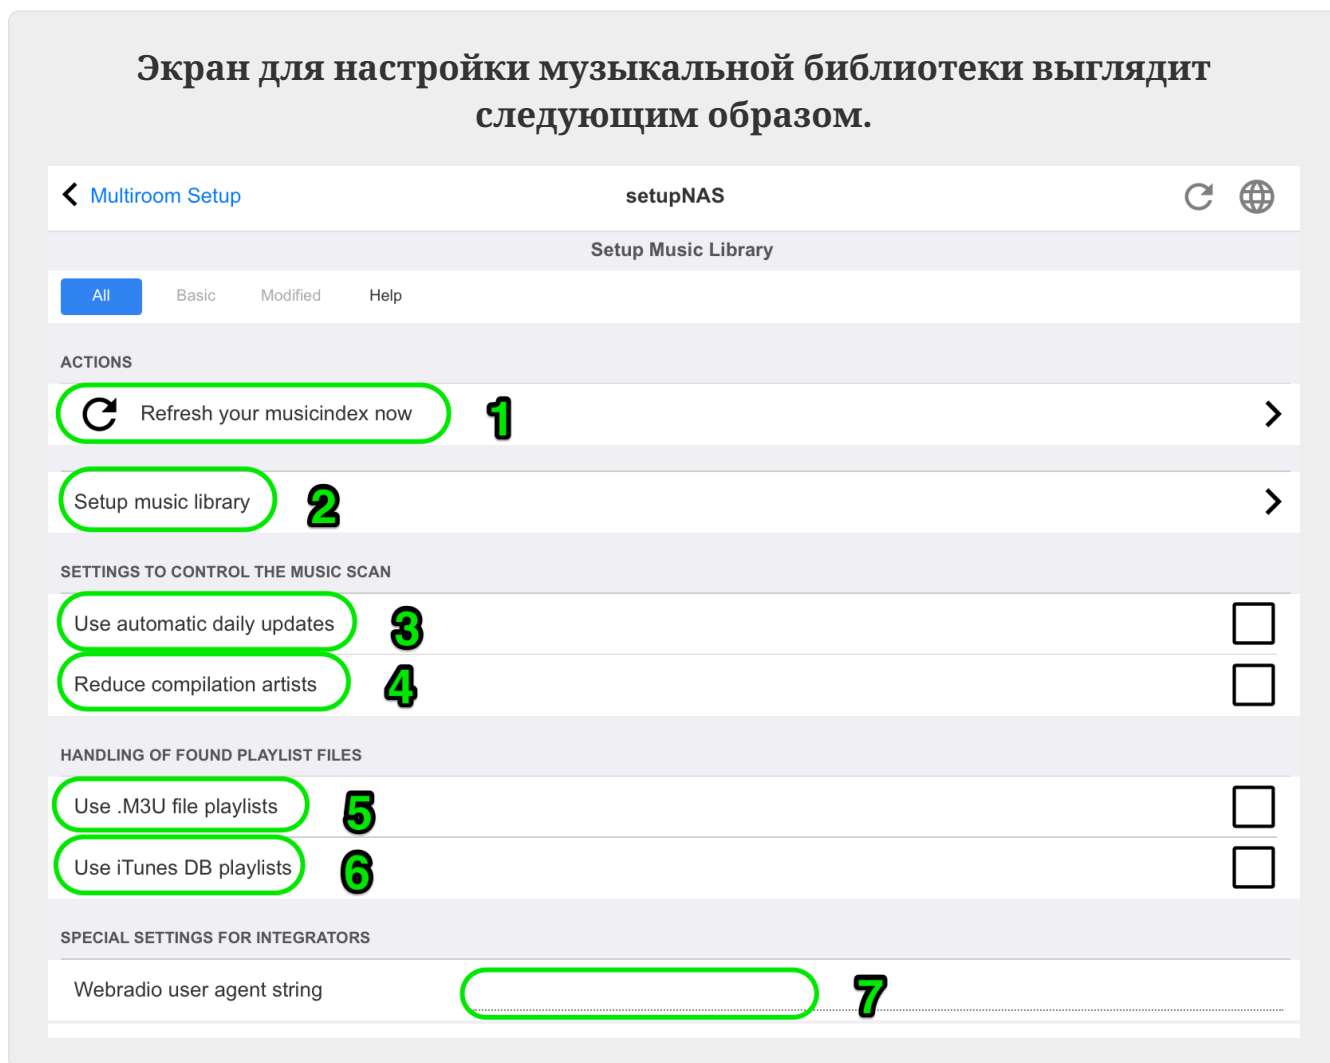 Экран для настройки музыкальной библиотеки выглядит
следующим образом.
Multiroom Setup
setupNAS
Setup Music Library
All
Basic
Modified
Help
ACTIONS
Refresh your musicindex now
1
Setup music library
2
SETTINGS TO CONTROL THE MUSIC SCAN
Use automatic daily updates
3
Reduce compilation artists
4
HANDLING OF FOUND PLAYLIST FILES
Use .M3U file playlists
5
Use iTunes DB playlists
6
SPECIAL SETTINGS FOR INTEGRATORS
Webradio user agent string
7